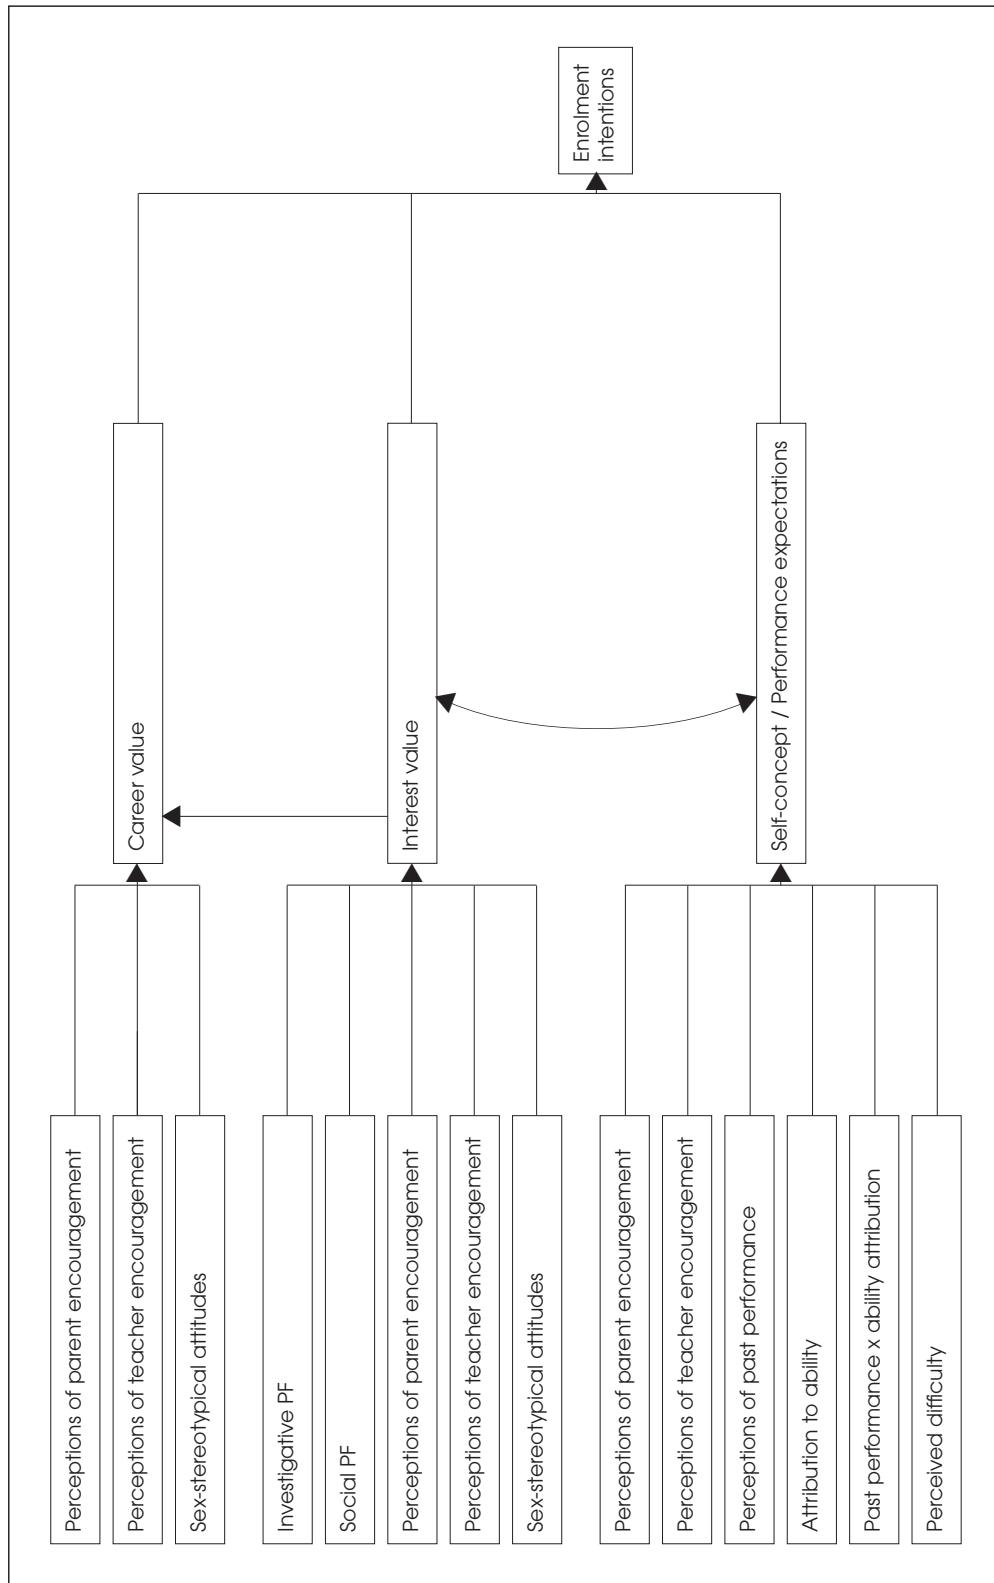 Perceptions of parent encouragement
Perceptions of teacher encouragement
Sex-stereotypical attitudes
Investigative PF
Social PF
Perceptions of parent encouragement
Perceptions of teacher encouragement
Sex-stereotypical attitudes
Perceptions of parent encouragement
Perceptions of teacher encouragement
Perceptions of past performance
Attribution to ability
Past performance x ability attribution
Perceived difficulty
Career value
Interest value
Self-concept / Performance expectations
Enrolment
intentions